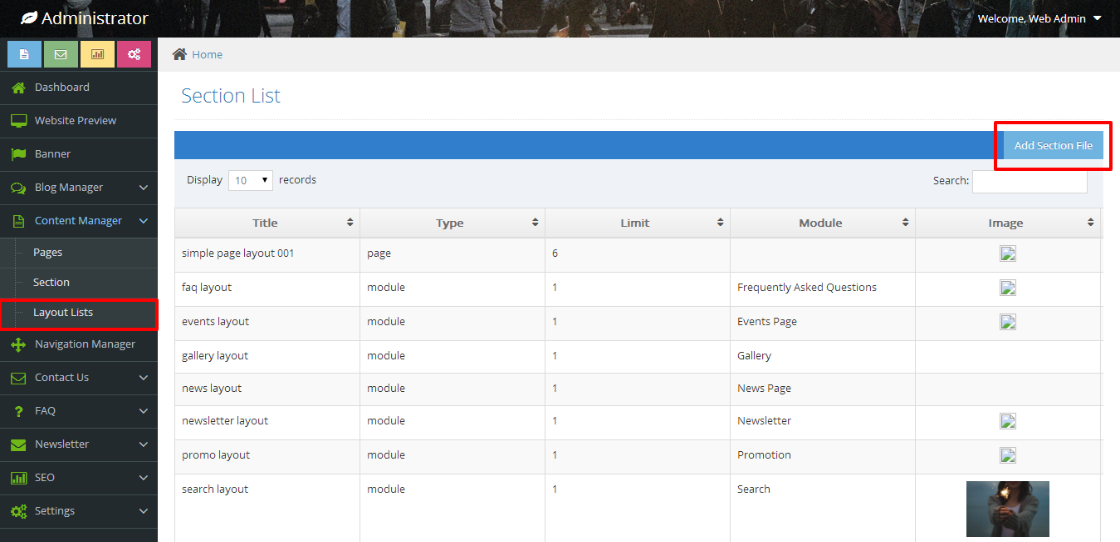 Administrator
Welcome, Web Admin
Home
Dashboard
Website Preview
Banner
Blog Manager
Content Manager
Pages
Section
Layout Lists
Navigation Manager
Contact Us
FAQ
Newsletter
SEO
Settings
Section List
Add Section File
Display 10 records
Search:
Title Type Limit Module Image
simple page layout 001 page 6
faq layout module 1 Frequently Asked Questions
events layout module 1 Events Page
gallery layout module 1 Gallery
news layout module 1 News Page
newsletter layout module 1 Newsletter
promo layout module 1 Promotion
search layout module 1 Search